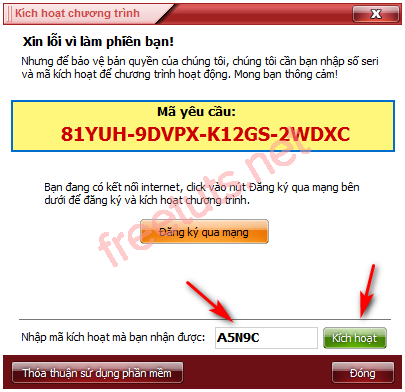 Kích hoạt chương trình
Xin lỗi vì làm phiền bạn!
Nhưng để bảo vệ bản quyền của chúng tôi, chúng tôi cần bạn nhập số seri
và mã kích hoạt để chương trình hoạt động. Mong bạn thông cảm!
Mã yêu cầu:
81YUH-9DVPX-K12GS-2WDXC
Bạn đang có kết nối internet, click vào nút Đăng ký qua mạng bên
dưới để đăng ký và kích hoạt chương trình.
freetuts.net
Đăng ký qua mạng
Nhập mã kích hoạt mà bạn nhận được: A5N9C Kích hoạt
Thỏa thuận sử dụng phần mềm Đóng